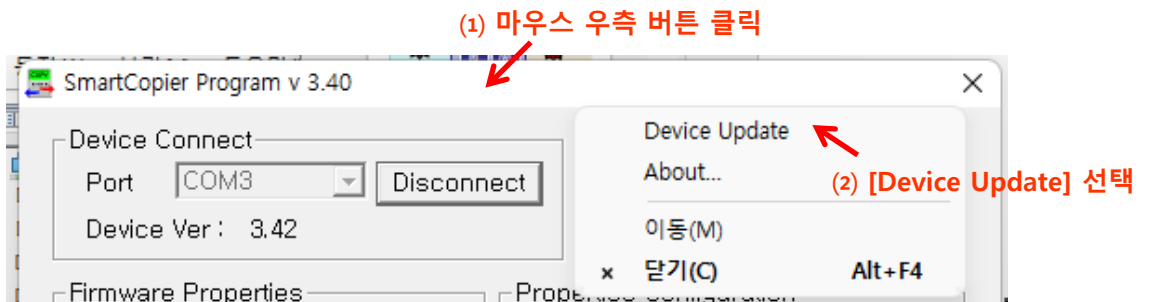 (1) 마우스 우측 버튼 클릭
SmartCopier Program v 3.40
Device Connect
Port COM3 Disconnect
Device Ver : 3.42
Device Update
About...
이동(M)
닫기(C) Alt+F4
(2) [Device Update] 선택
Firmware Properties